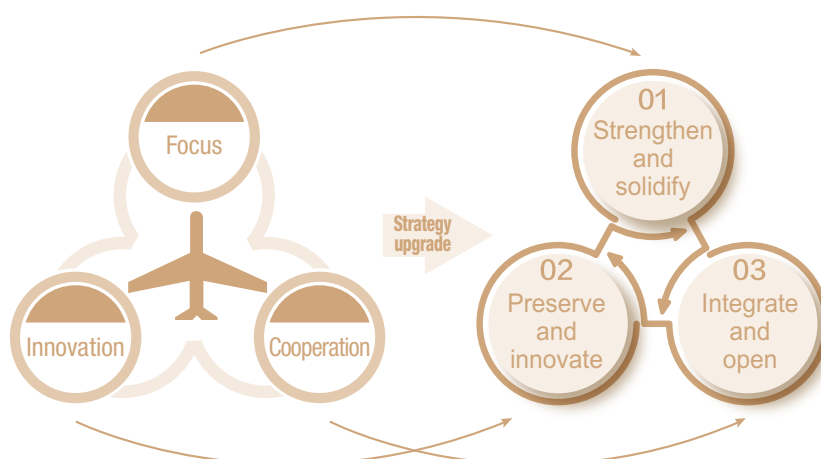 Focus
Innovation
Cooperation
Strategy
upgrade
01
Strengthen
and
solidify
02
Preserve
and
innovate
03
Integrate
and
open